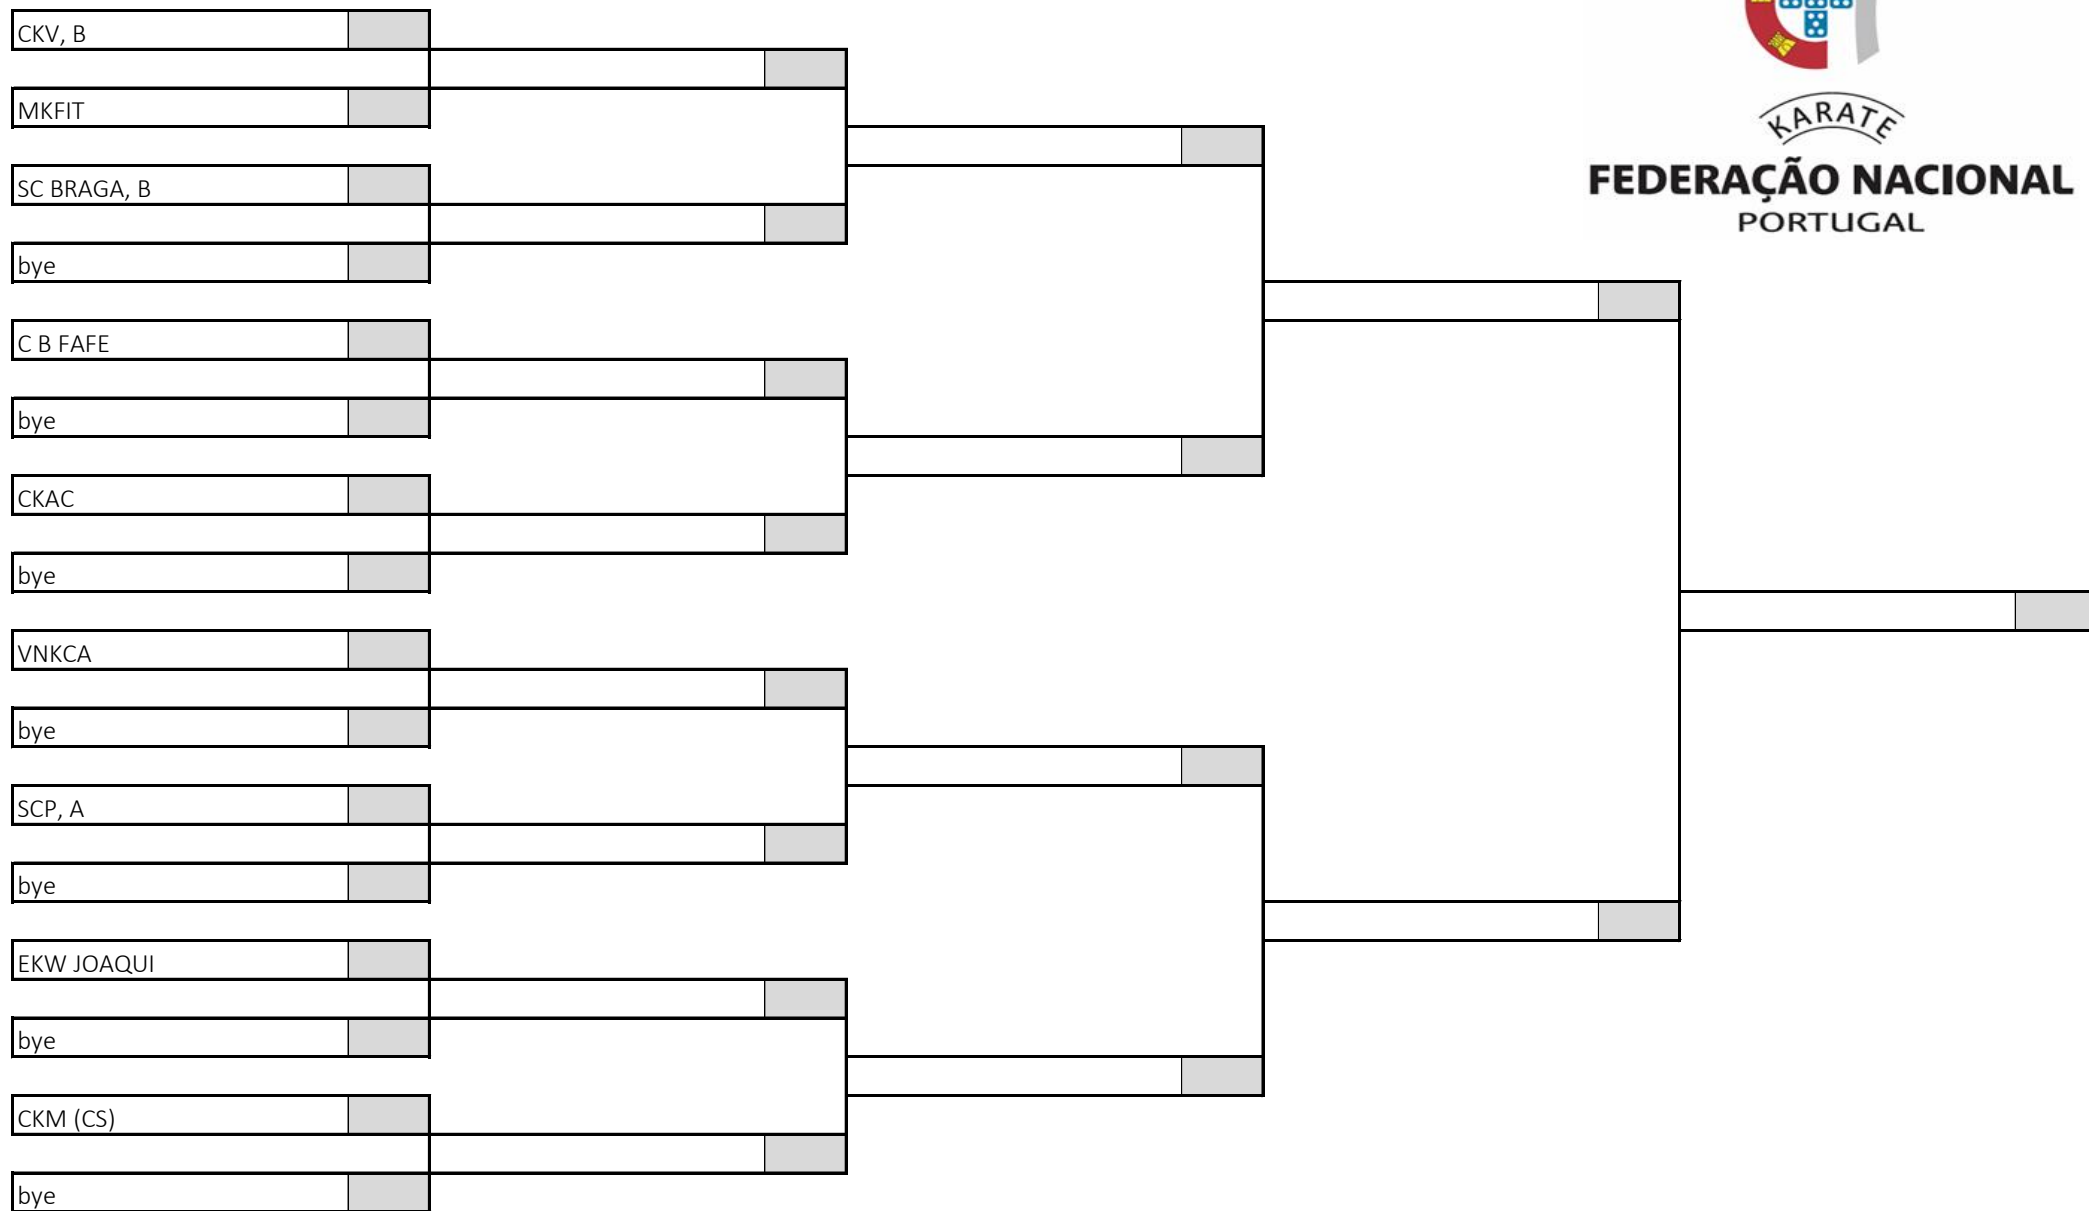 CKV, B
MKFIT
KARATE
FEDERAÇÃO NACIONAL
PORTUGAL
SC BRAGA, B
bye
C B FAFE
bye
CKAC
bye
VNKCA
bye
SCP, A
bye
EKW JOAQUI
bye
CKM (CS)
bye